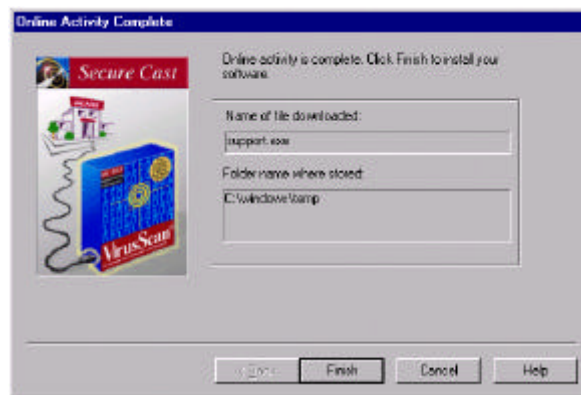 Online Activity Complete
Secure Cast
Online activity is complete. Click Finish to install your
software.
Name of file downloaded:
support.exe
Folder name where stored:
C:\windows\temp
VirusScan
< Back
Finish
Cancel
Help